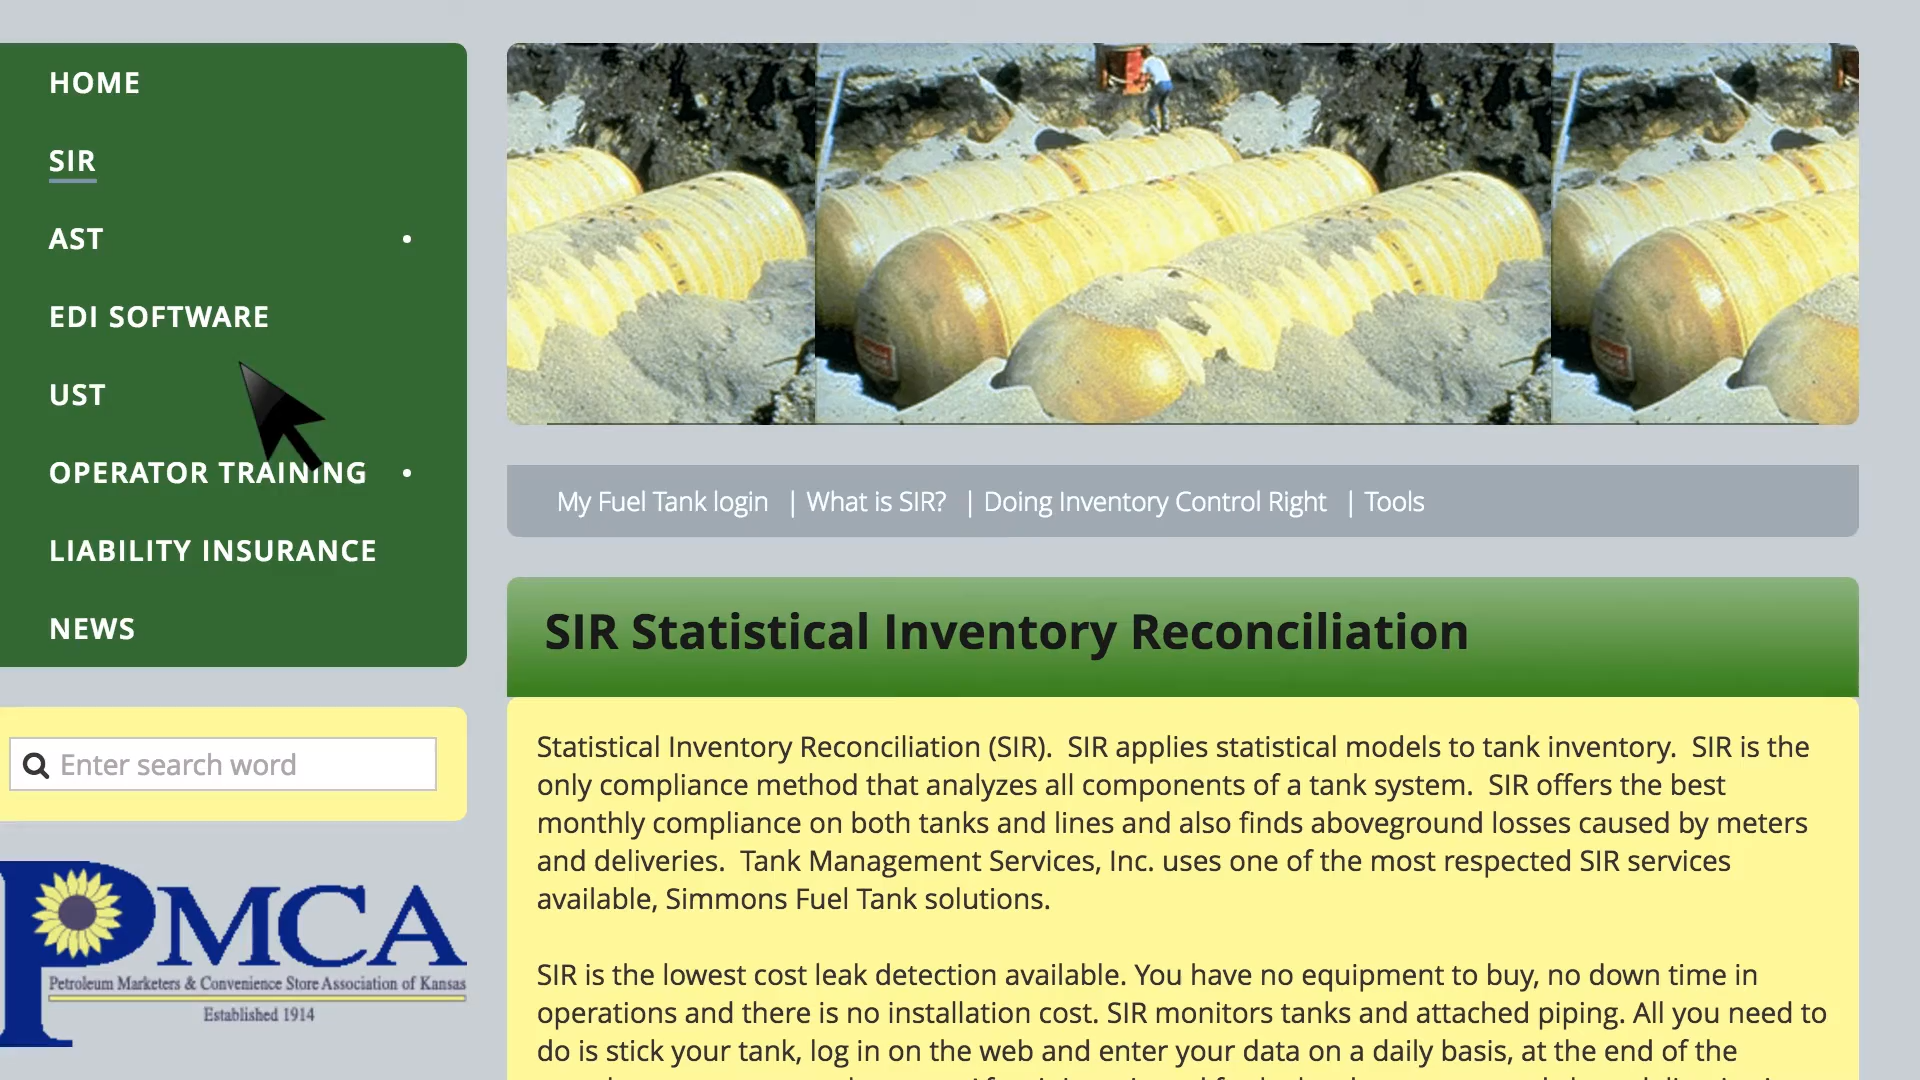 HOME
SIR
AST
EDI SOFTWARE
UST
OPERATOR TRAINING
LIABILITY INSURANCE
NEWS
Enter search word
PMCA
Petroleum Marketers & Convenience Store Association of Kansas
Established 1914
My Fuel Tank login | What is SIR? | Doing Inventory Control Right | Tools
SIR Statistical Inventory Reconciliation
Statistical Inventory Reconciliation (SIR). SIR applies statistical models to tank inventory. SIR is the
only compliance method that analyzes all components of a tank system. SIR offers the best
monthly compliance on both tanks and lines and also finds aboveground losses caused by meters
and deliveries. Tank Management Services, Inc. uses one of the most respected SIR services
available, Simmons Fuel Tank solutions.
SIR is the lowest cost leak detection available. You have no equipment to buy, no down time in
operations and there is no installation cost. SIR monitors tanks and attached piping. All you need to
do is stick your tank, log in on the web and enter your data on a daily basis, at the end of the